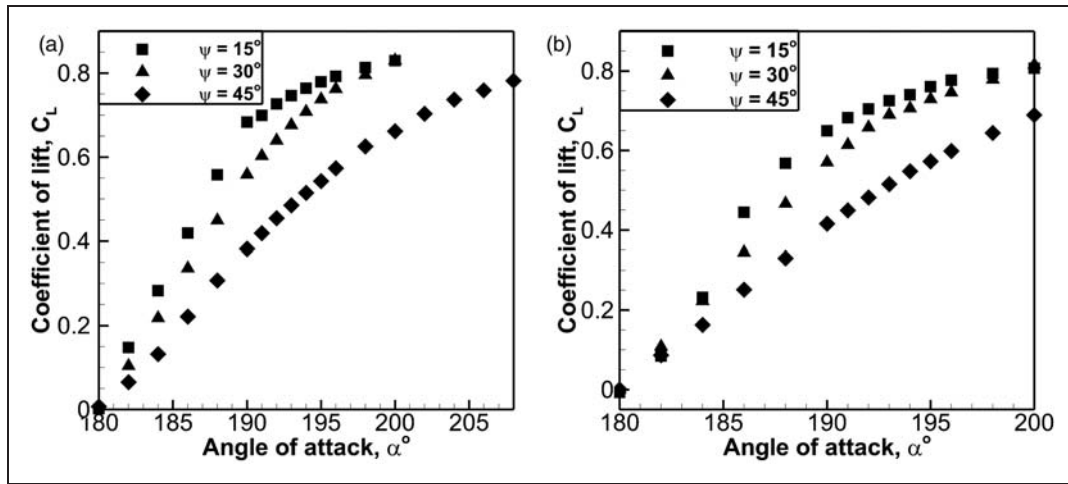 (a)
ψ = 15°
ψ = 30°
ψ = 45°
0.8
0.6
0.4
0.2
0
Coefficient of lift, C_L
180 185 190 195 200 205
Angle of attack, α°
(b)
ψ = 15°
ψ = 30°
ψ = 45°
0.8
0.6
0.4
0.2
0
Coefficient of lift, C_L
180 185 190 195 200
Angle of attack, α°